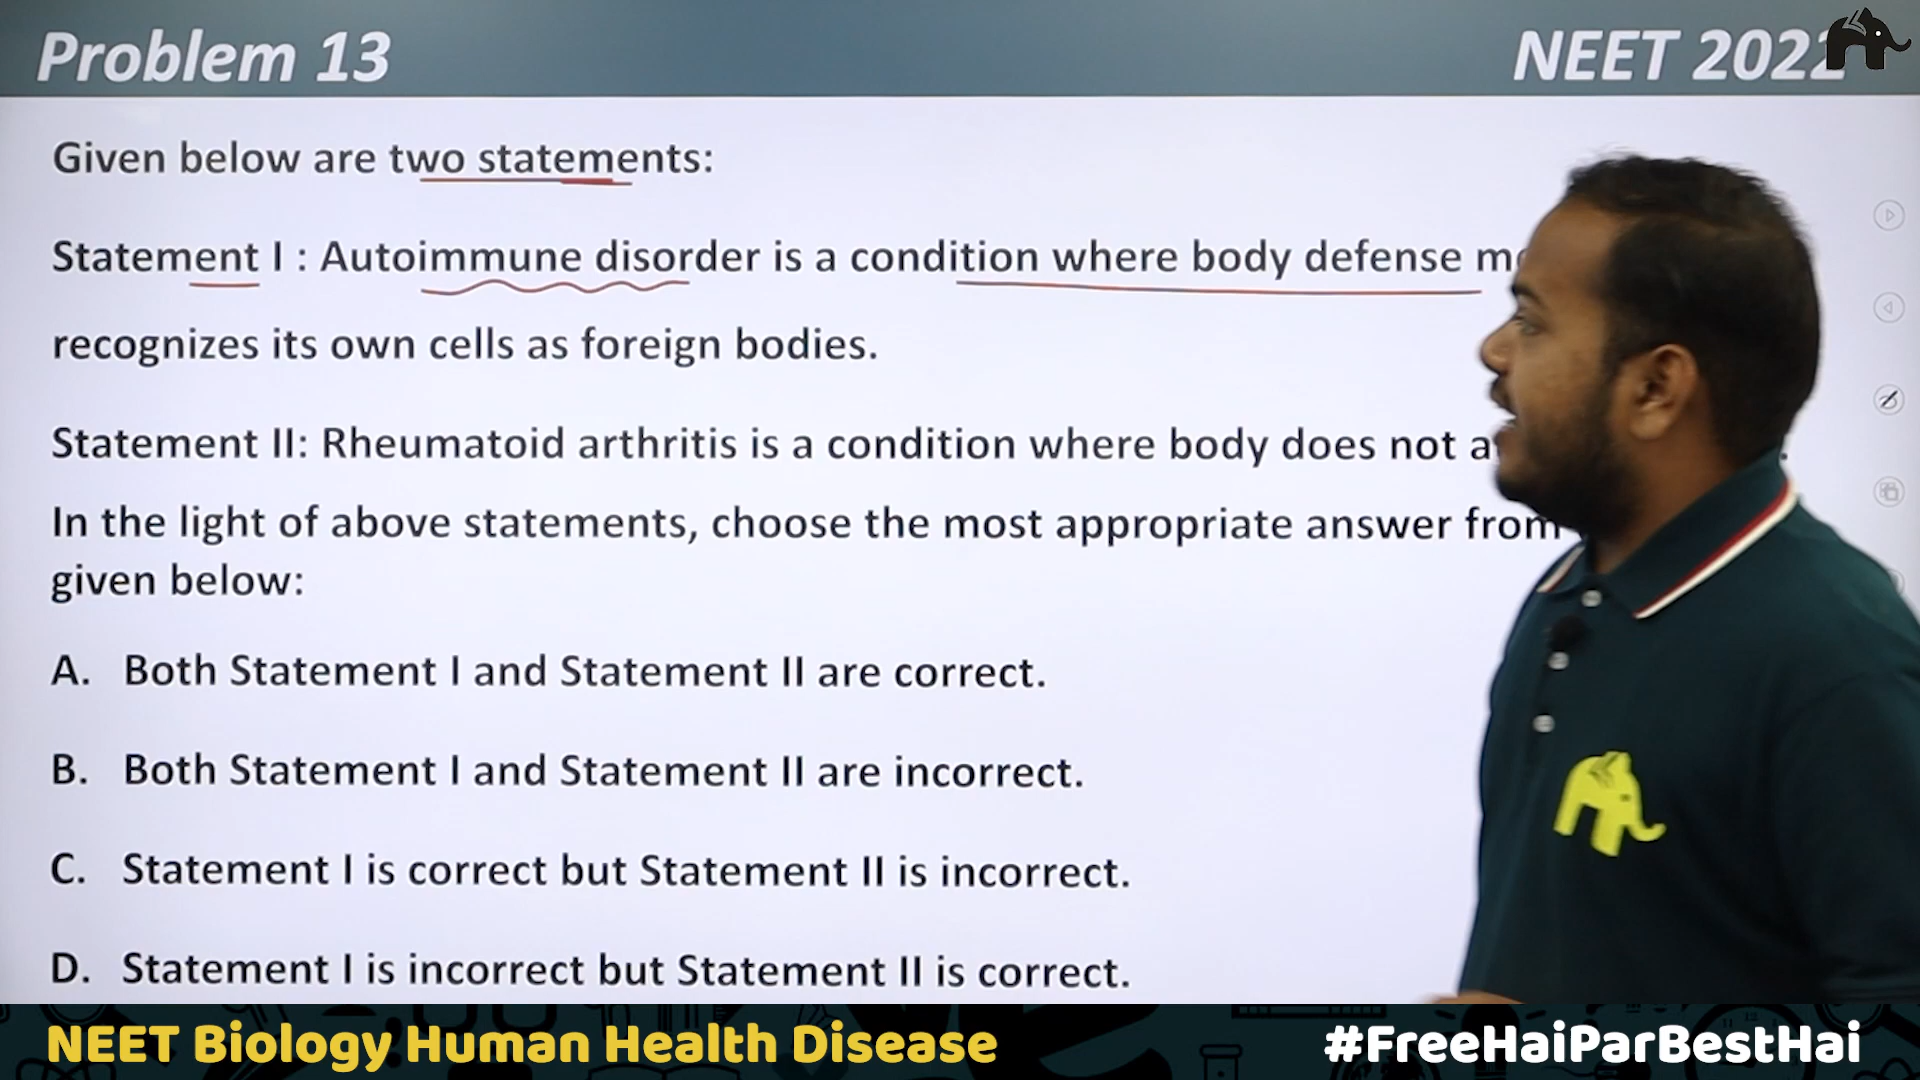 Problem 13
NEET 2022
Given below are two statements:
Statement I : Autoimmune disorder is a condition where body defense
recognizes its own cells as foreign bodies.
Statement II: Rheumatoid arthritis is a condition where body does not
In the light of above statements, choose the most appropriate answer from
given below:
A. Both Statement I and Statement II are correct.
B. Both Statement I and Statement II are incorrect.
C. Statement I is correct but Statement II is incorrect.
D. Statement I is incorrect but Statement II is correct.
NEET Biology Human Health Disease
#FreeHaiParBestHai